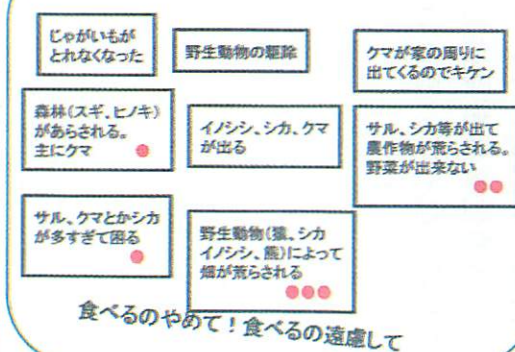 じゃがいもが
とれなくなった
野生動物の駆除
クマが家の周りに
出てくるのでキケン
森林(スギ、ヒノキ)
があらされる。
主にクマ
イノシシ、シカ、クマ
が出る
サル、シカ等が出て
農作物が荒らされる。
野菜が出来ない
サル、クマとかシカ
が多すぎて困る
野生動物(猿、シカ
イノシシ、熊)によって
畑が荒らされる
食べるのやめて!食べるの遠慮して